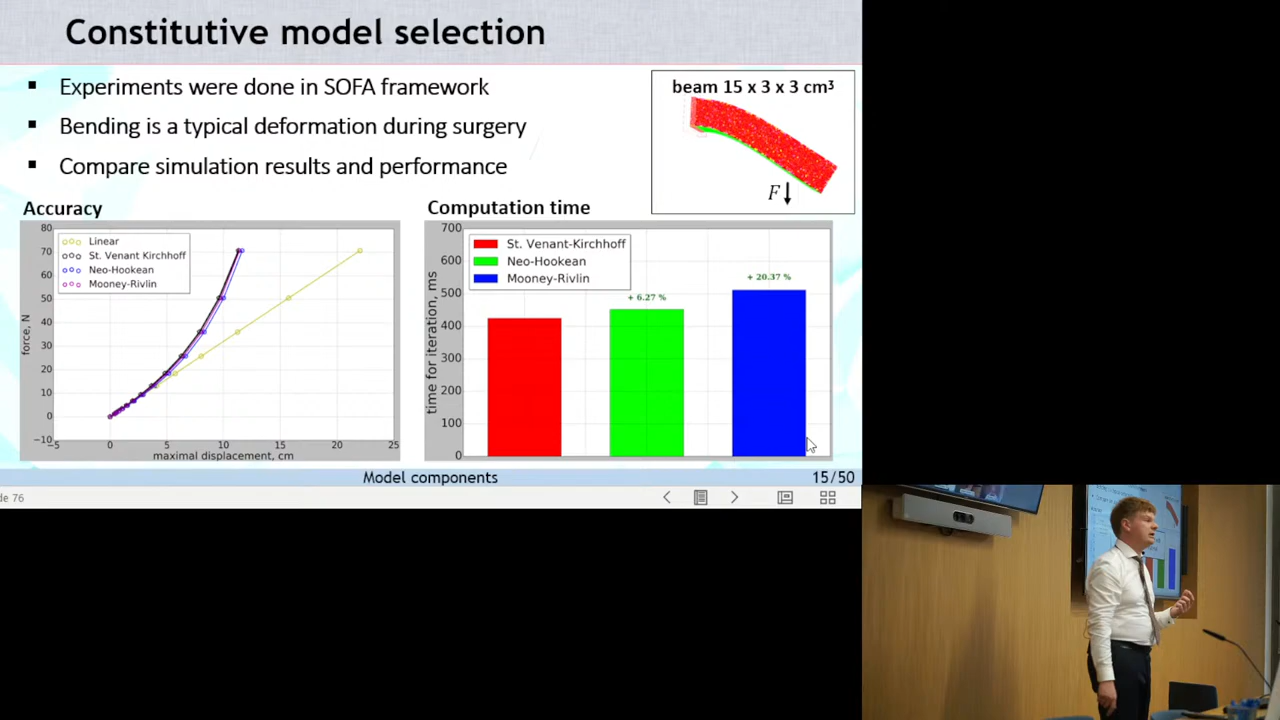 Constitutive model selection
Experiments were done in SOFA framework
Bending is a typical deformation during surgery
Compare simulation results and performance
beam 15 x 3 x 3 cm³
F
Accuracy
80
70
60
50
40
30
20
10
0
−10
−5
0
5
10
15
20
25
force, N
maximal displacement, cm
Linear
St. Venant Kirchhoff
Neo-Hookean
Mooney-Rivlin
Computation time
700
600
500
400
300
200
100
0
time for iteration, ms
St. Venant-Kirchhoff
Neo-Hookean
Mooney-Rivlin
+ 6.27 %
+ 20.37 %
Model components
15/50
de 76